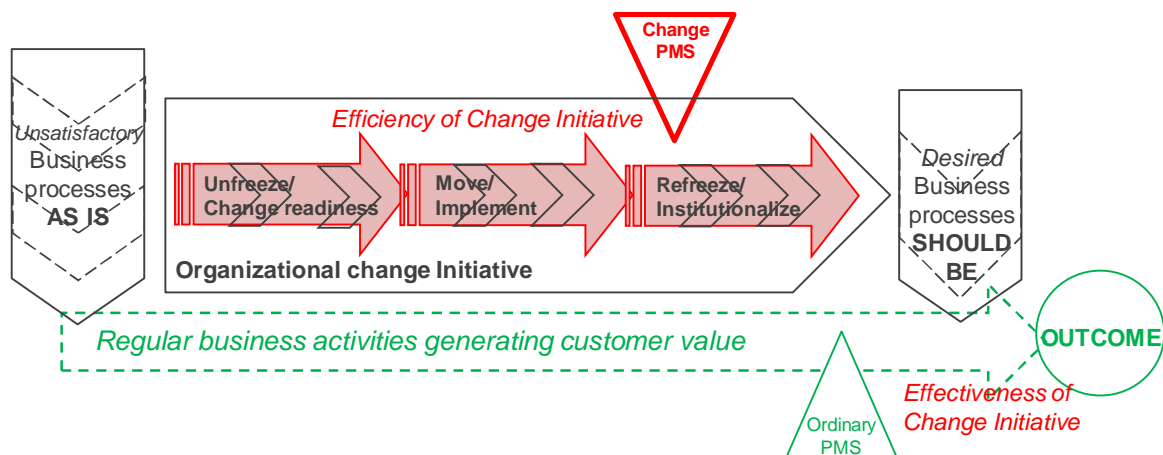 Change
PMS
Unsatisfactory
Business
processes
AS IS
Efficiency of Change Initiative
Unfreeze/
Change readiness
Move/
Implement
Refreeze/
Institutionalize
Organizational change Initiative
Desired
Business
processes
SHOULD
BE
Regular business activities generating customer value
OUTCOME
Effectiveness of
Change Initiative
Ordinary
PMS